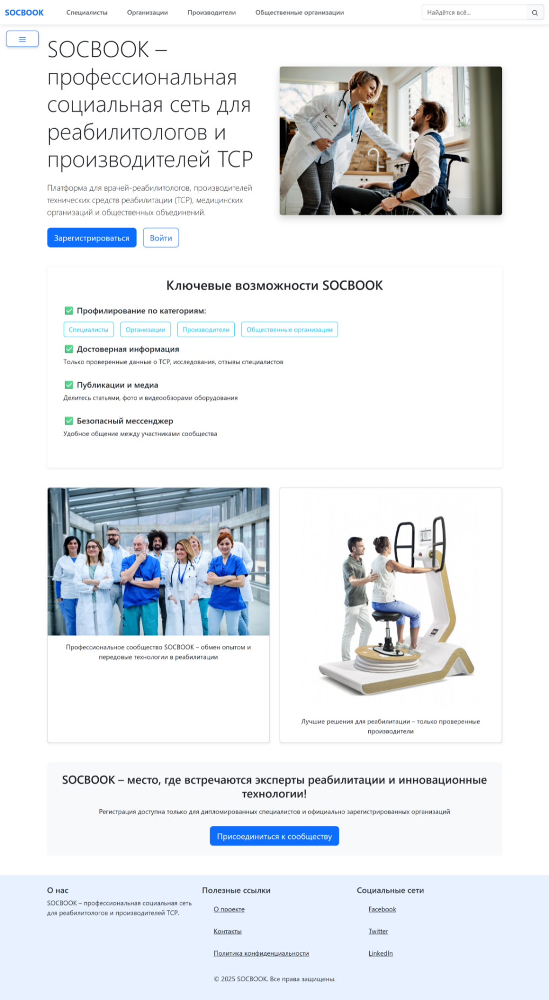 SOCBOOK
Специалисты
Организации
Производители
Общественные организации
Найдётся всё...
SOCBOOK –
профессиональная
социальная сеть для
реабилитологов и
производителей ТСР
Платформа для врачей-реабилитологов, производителей
технических средств реабилитации (ТСР), медицинских
организаций и общественных объединений.
Зарегистрироваться
Войти
Ключевые возможности SOCBOOK
Профилирование по категориям:
Специалисты
Организации
Производители
Общественные организации
Достоверная информация
Только проверенные данные о ТСР, исследования, отзывы специалистов
Публикации и медиа
Делитесь статьями, фото и видеообзорами оборудования
Безопасный мессенджер
Удобное общение между участниками сообщества
Профессиональное сообщество SOCBOOK – обмен опытом и
передовые технологии в реабилитации
Лучшие решения для реабилитации – только проверенные
производители
SOCBOOK – место, где встречаются эксперты реабилитации и инновационные
технологии!
Регистрация доступна только для дипломированных специалистов и официально зарегистрированных организаций
Присоединиться к сообществу
О нас
SOCBOOK – профессиональная социальная сеть
для реабилитологов и производителей ТСР.
Полезные ссылки
О проекте
Контакты
Политика конфиденциальности
Социальные сети
Facebook
Twitter
LinkedIn
© 2025 SOCBOOK. Все права защищены.